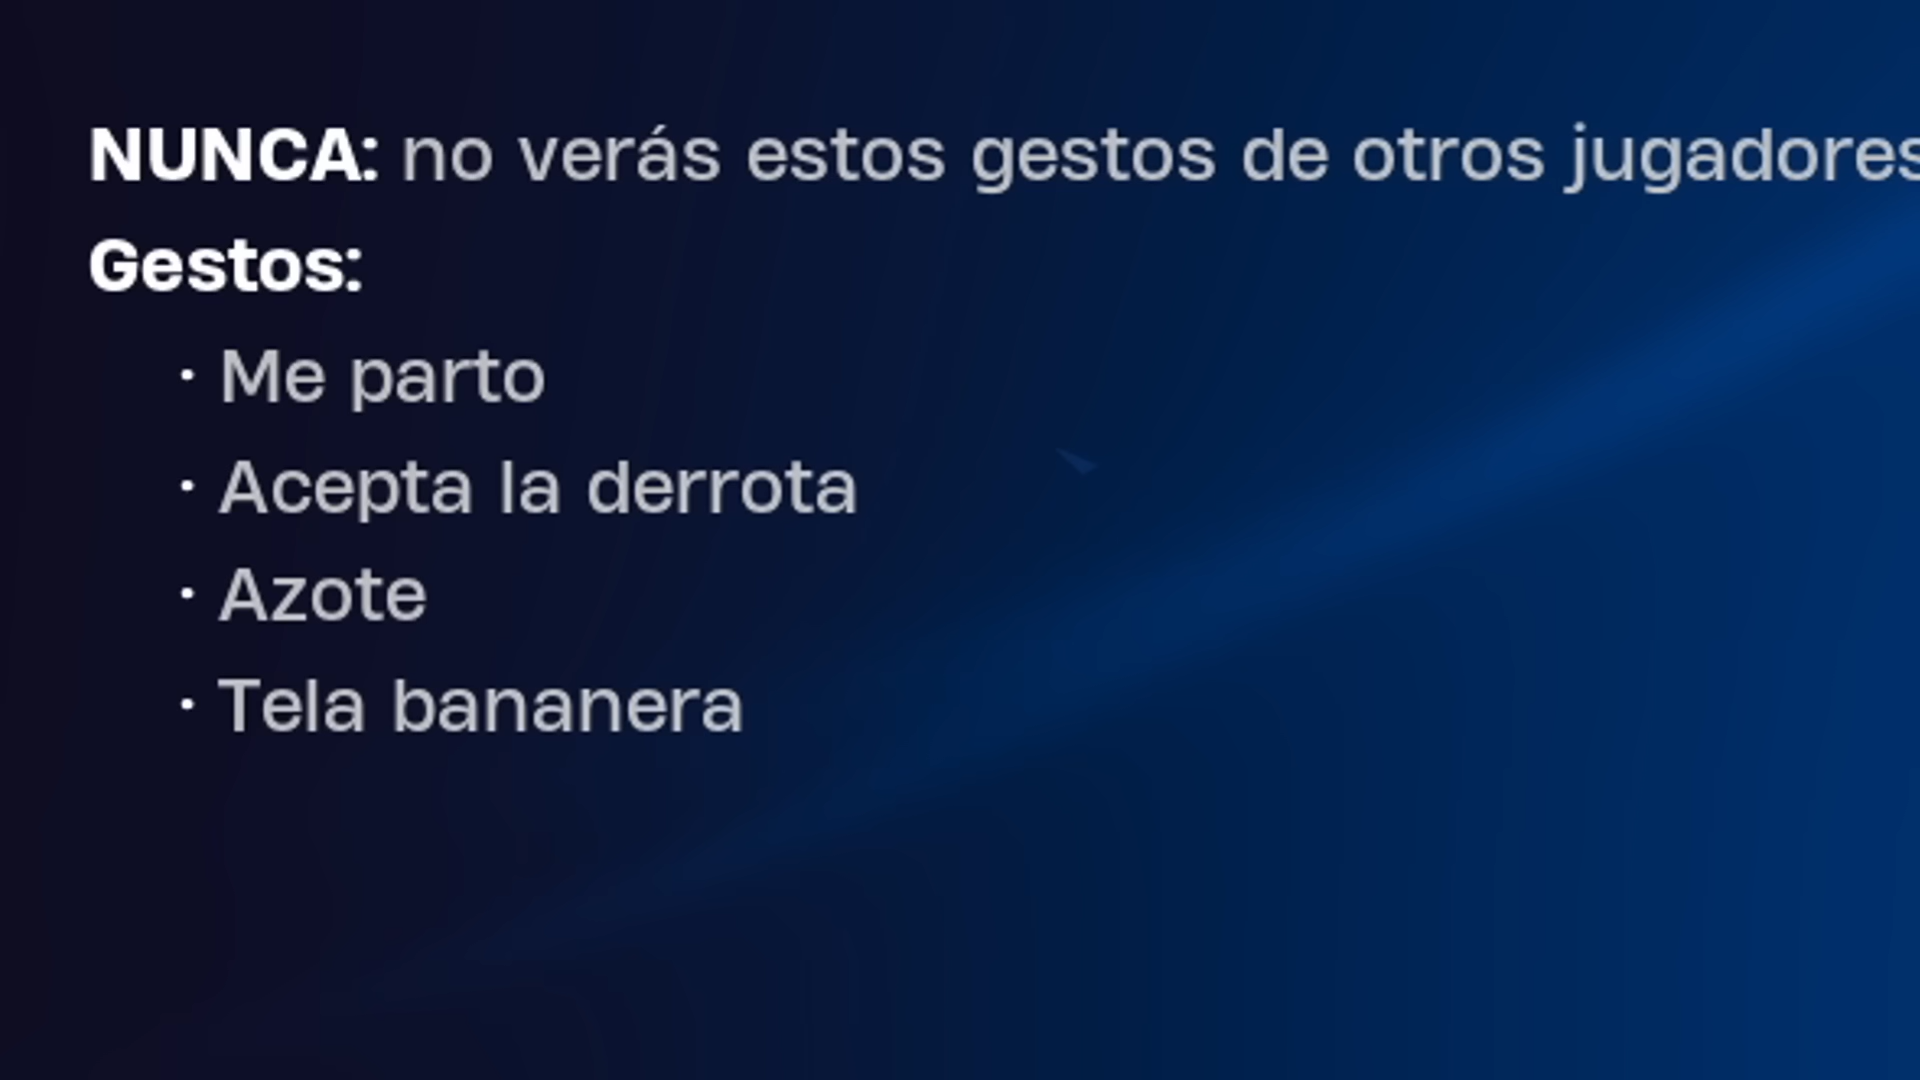 NUNCA: no verás estos gestos de otros jugadores
Gestos:
· Me parto
· Acepta la derrota
· Azote
· Tela bananera